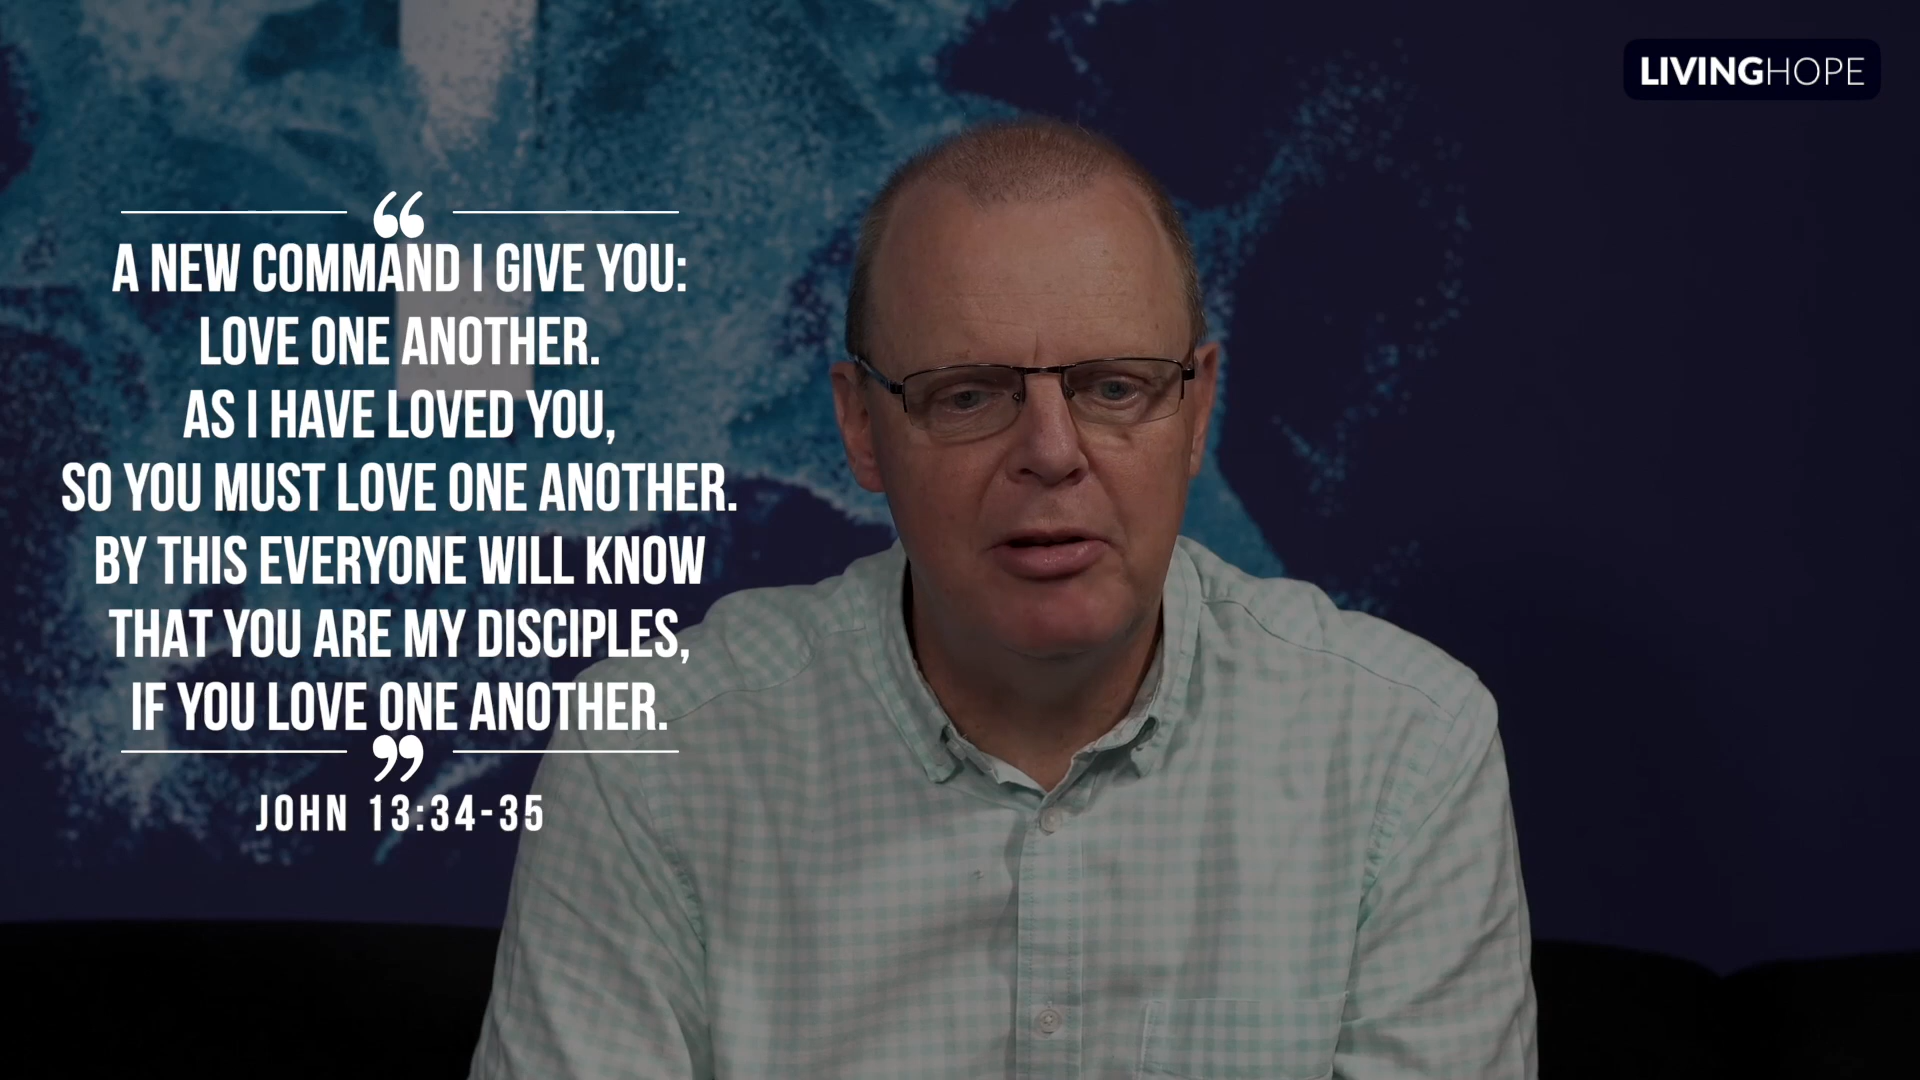 LIVINGHOPE
“
A NEW COMMAND I GIVE YOU:
LOVE ONE ANOTHER.
AS I HAVE LOVED YOU,
SO YOU MUST LOVE ONE ANOTHER.
BY THIS EVERYONE WILL KNOW
THAT YOU ARE MY DISCIPLES,
IF YOU LOVE ONE ANOTHER.
”
JOHN 13:34-35